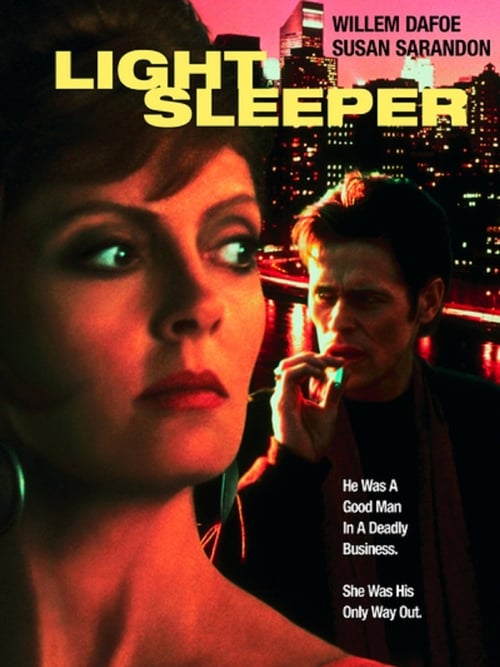 WILLEM DAFOE
SUSAN SARANDON
LIGHT
SLEEPER
He Was A
Good Man
In A Deadly
Business.
She Was His
Only Way Out.